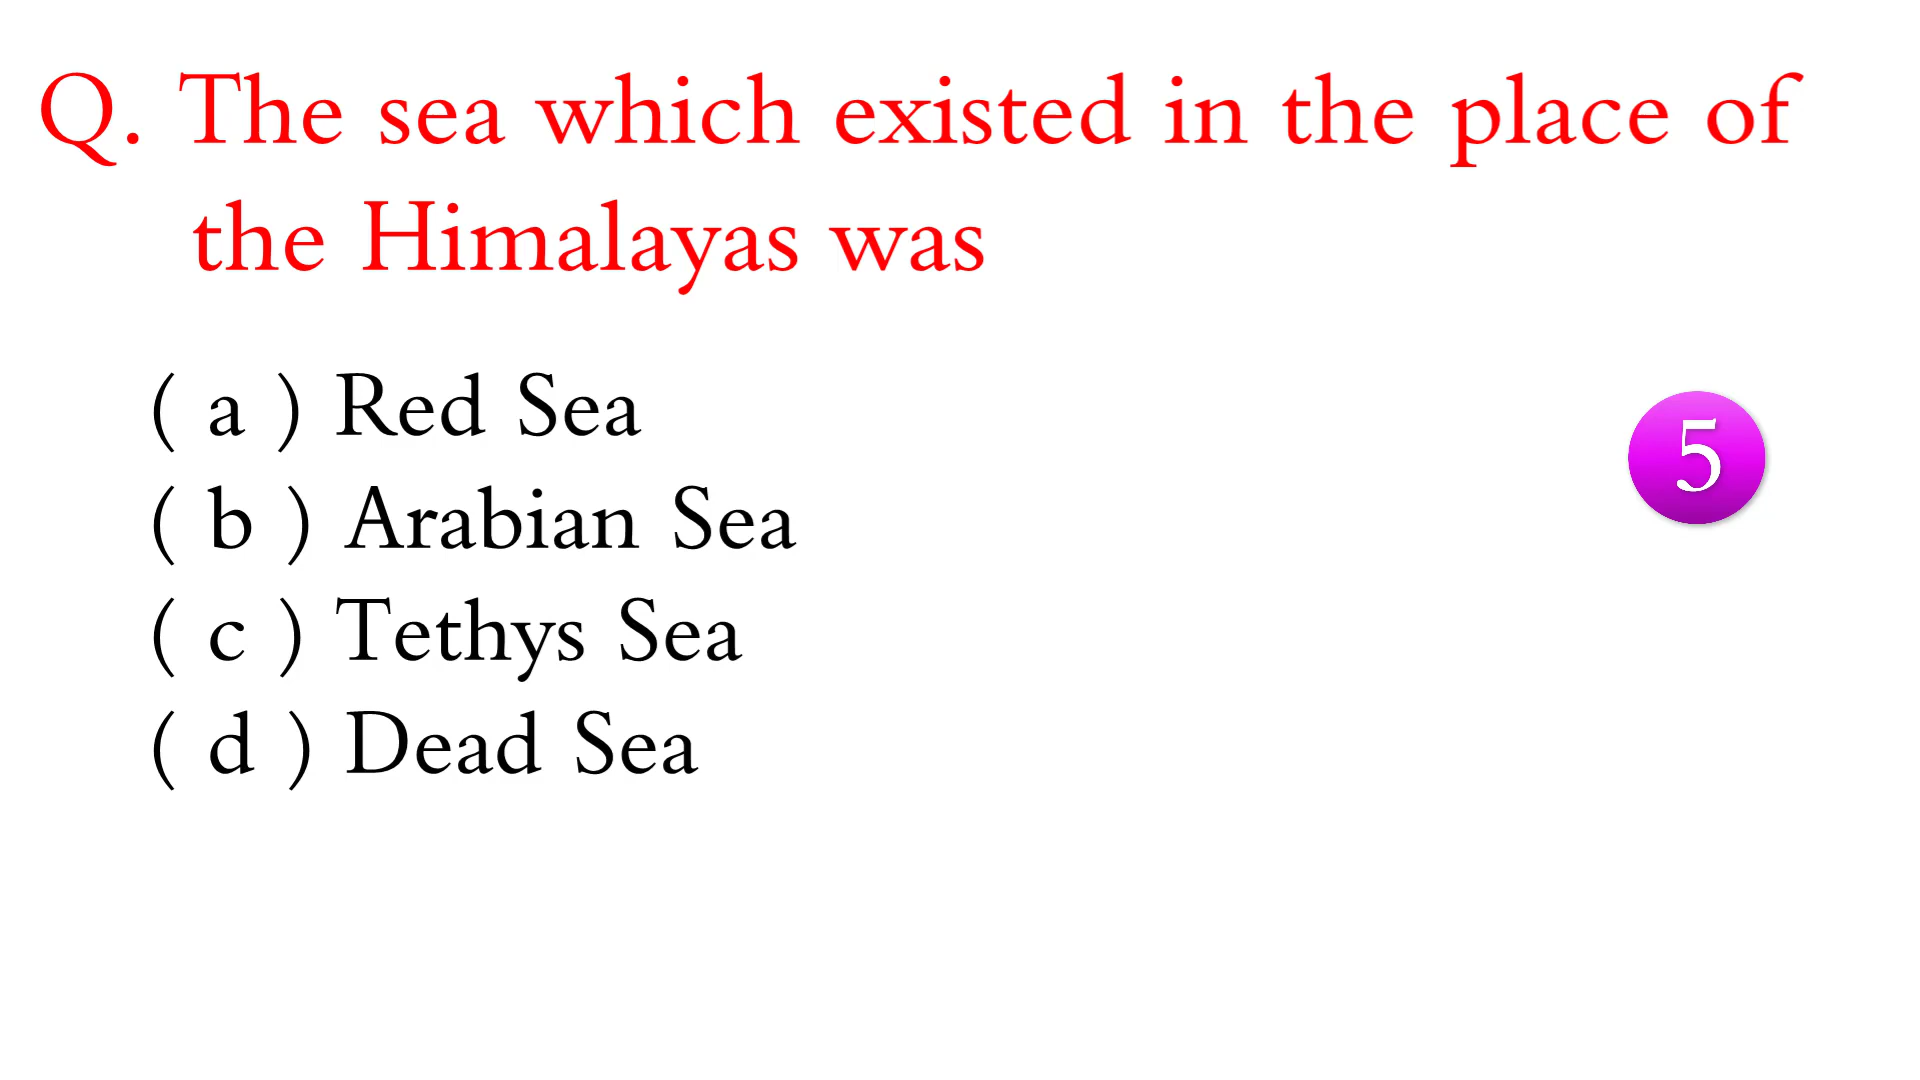 Q. The sea which existed in the place of
the Himalayas was
( a ) Red Sea
( b ) Arabian Sea
( c ) Tethys Sea
( d ) Dead Sea
5